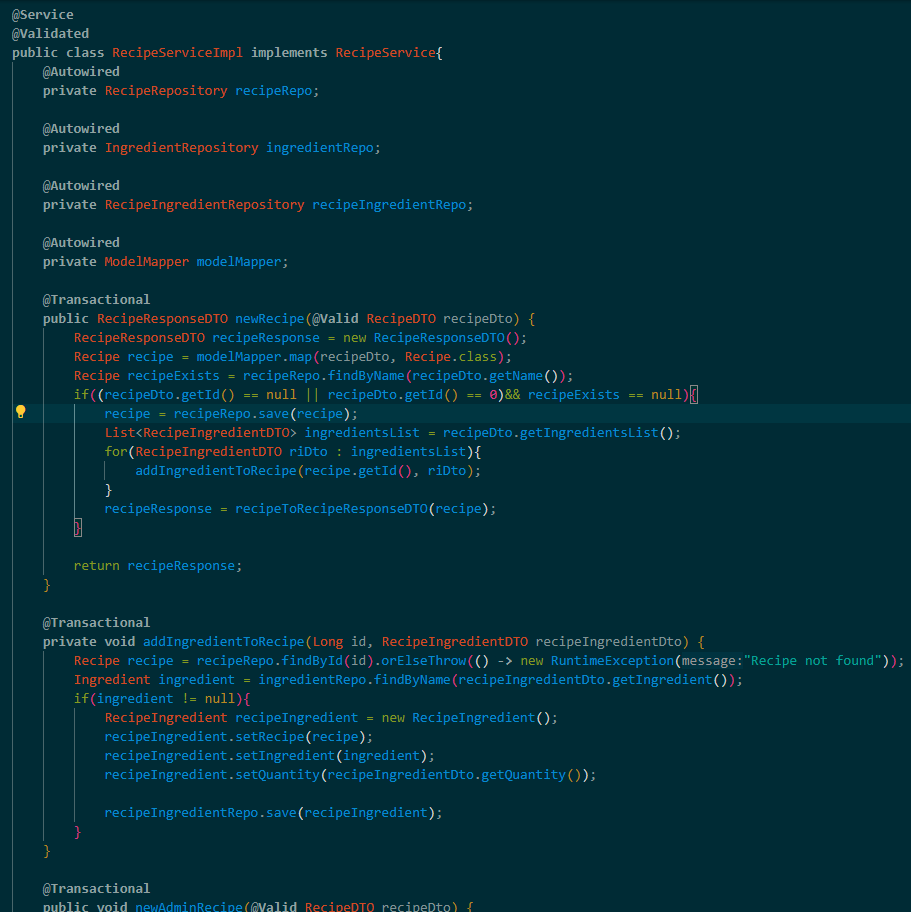 @Service
@Validated
public class RecipeServiceImpl implements RecipeService{
@Autowired
private RecipeRepository recipeRepo;
@Autowired
private IngredientRepository ingredientRepo;
@Autowired
private RecipeIngredientRepository recipeIngredientRepo;
@Autowired
private ModelMapper modelMapper;
@Transactional
public RecipeResponseDTO newRecipe(@Valid RecipeDTO recipeDto) {
RecipeResponseDTO recipeResponse = new RecipeResponseDTO();
Recipe recipe = modelMapper.map(recipeDto, Recipe.class);
Recipe recipeExists = recipeRepo.findByName(recipeDto.getName());
if((recipeDto.getId() == null || recipeDto.getId() == 0)&& recipeExists == null){
recipe = recipeRepo.save(recipe);
List<RecipeIngredientDTO> ingredientsList = recipeDto.getIngredientsList();
for(RecipeIngredientDTO riDto : ingredientsList){
addIngredientToRecipe(recipe.getId(), riDto);
}
recipeResponse = recipeToRecipeResponseDTO(recipe);
}
return recipeResponse;
}
@Transactional
private void addIngredientToRecipe(Long id, RecipeIngredientDTO recipeIngredientDto) {
Recipe recipe = recipeRepo.findById(id).orElseThrow(() -> new RuntimeException(message:"Recipe not found"));
Ingredient ingredient = ingredientRepo.findByName(recipeIngredientDto.getIngredient());
if(ingredient != null){
RecipeIngredient recipeIngredient = new RecipeIngredient();
recipeIngredient.setRecipe(recipe);
recipeIngredient.setIngredient(ingredient);
recipeIngredient.setQuantity(recipeIngredientDto.getQuantity());
recipeIngredientRepo.save(recipeIngredient);
}
}
@Transactional
public void newAdminRecipe(@Valid RecipeDTO recipeDto) {